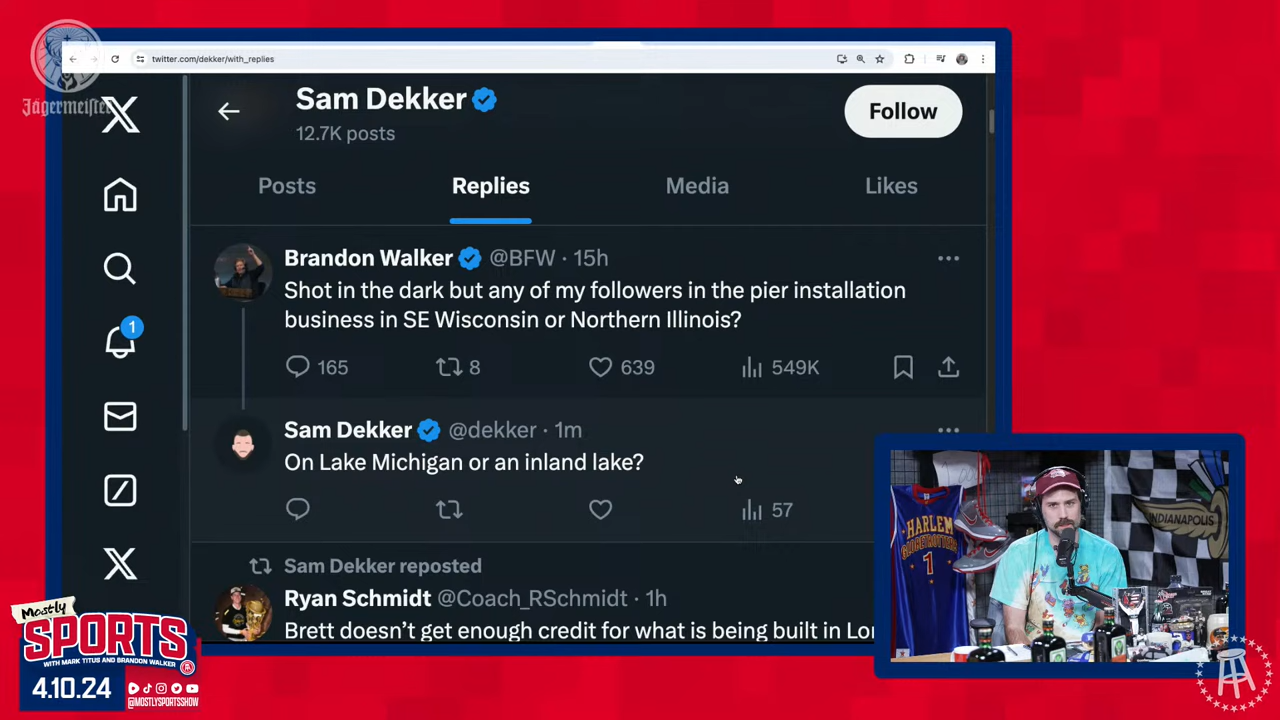 Jägermeister
twitter.com/dekker/with_replies
Sam Dekker
12.7K posts
Follow
Posts
Replies
Media
Likes
Brandon Walker @BFW · 15h
Shot in the dark but any of my followers in the pier installation
business in SE Wisconsin or Northern Illinois?
165
8
639
549K
1
Sam Dekker @dekker · 1m
On Lake Michigan or an inland lake?
57
Sam Dekker reposted
Ryan Schmidt @Coach_RSchmidt · 1h
Brett doesn’t get enough credit for what is being built in Lon
HARLEM
GLOBETROTTERS
1
INDIANAPOLIS
Mostly
SPORTS
WITH MARK TITUS AND BRANDON WALKER
4.10.24
@MOSTLYSPORTSSHOW